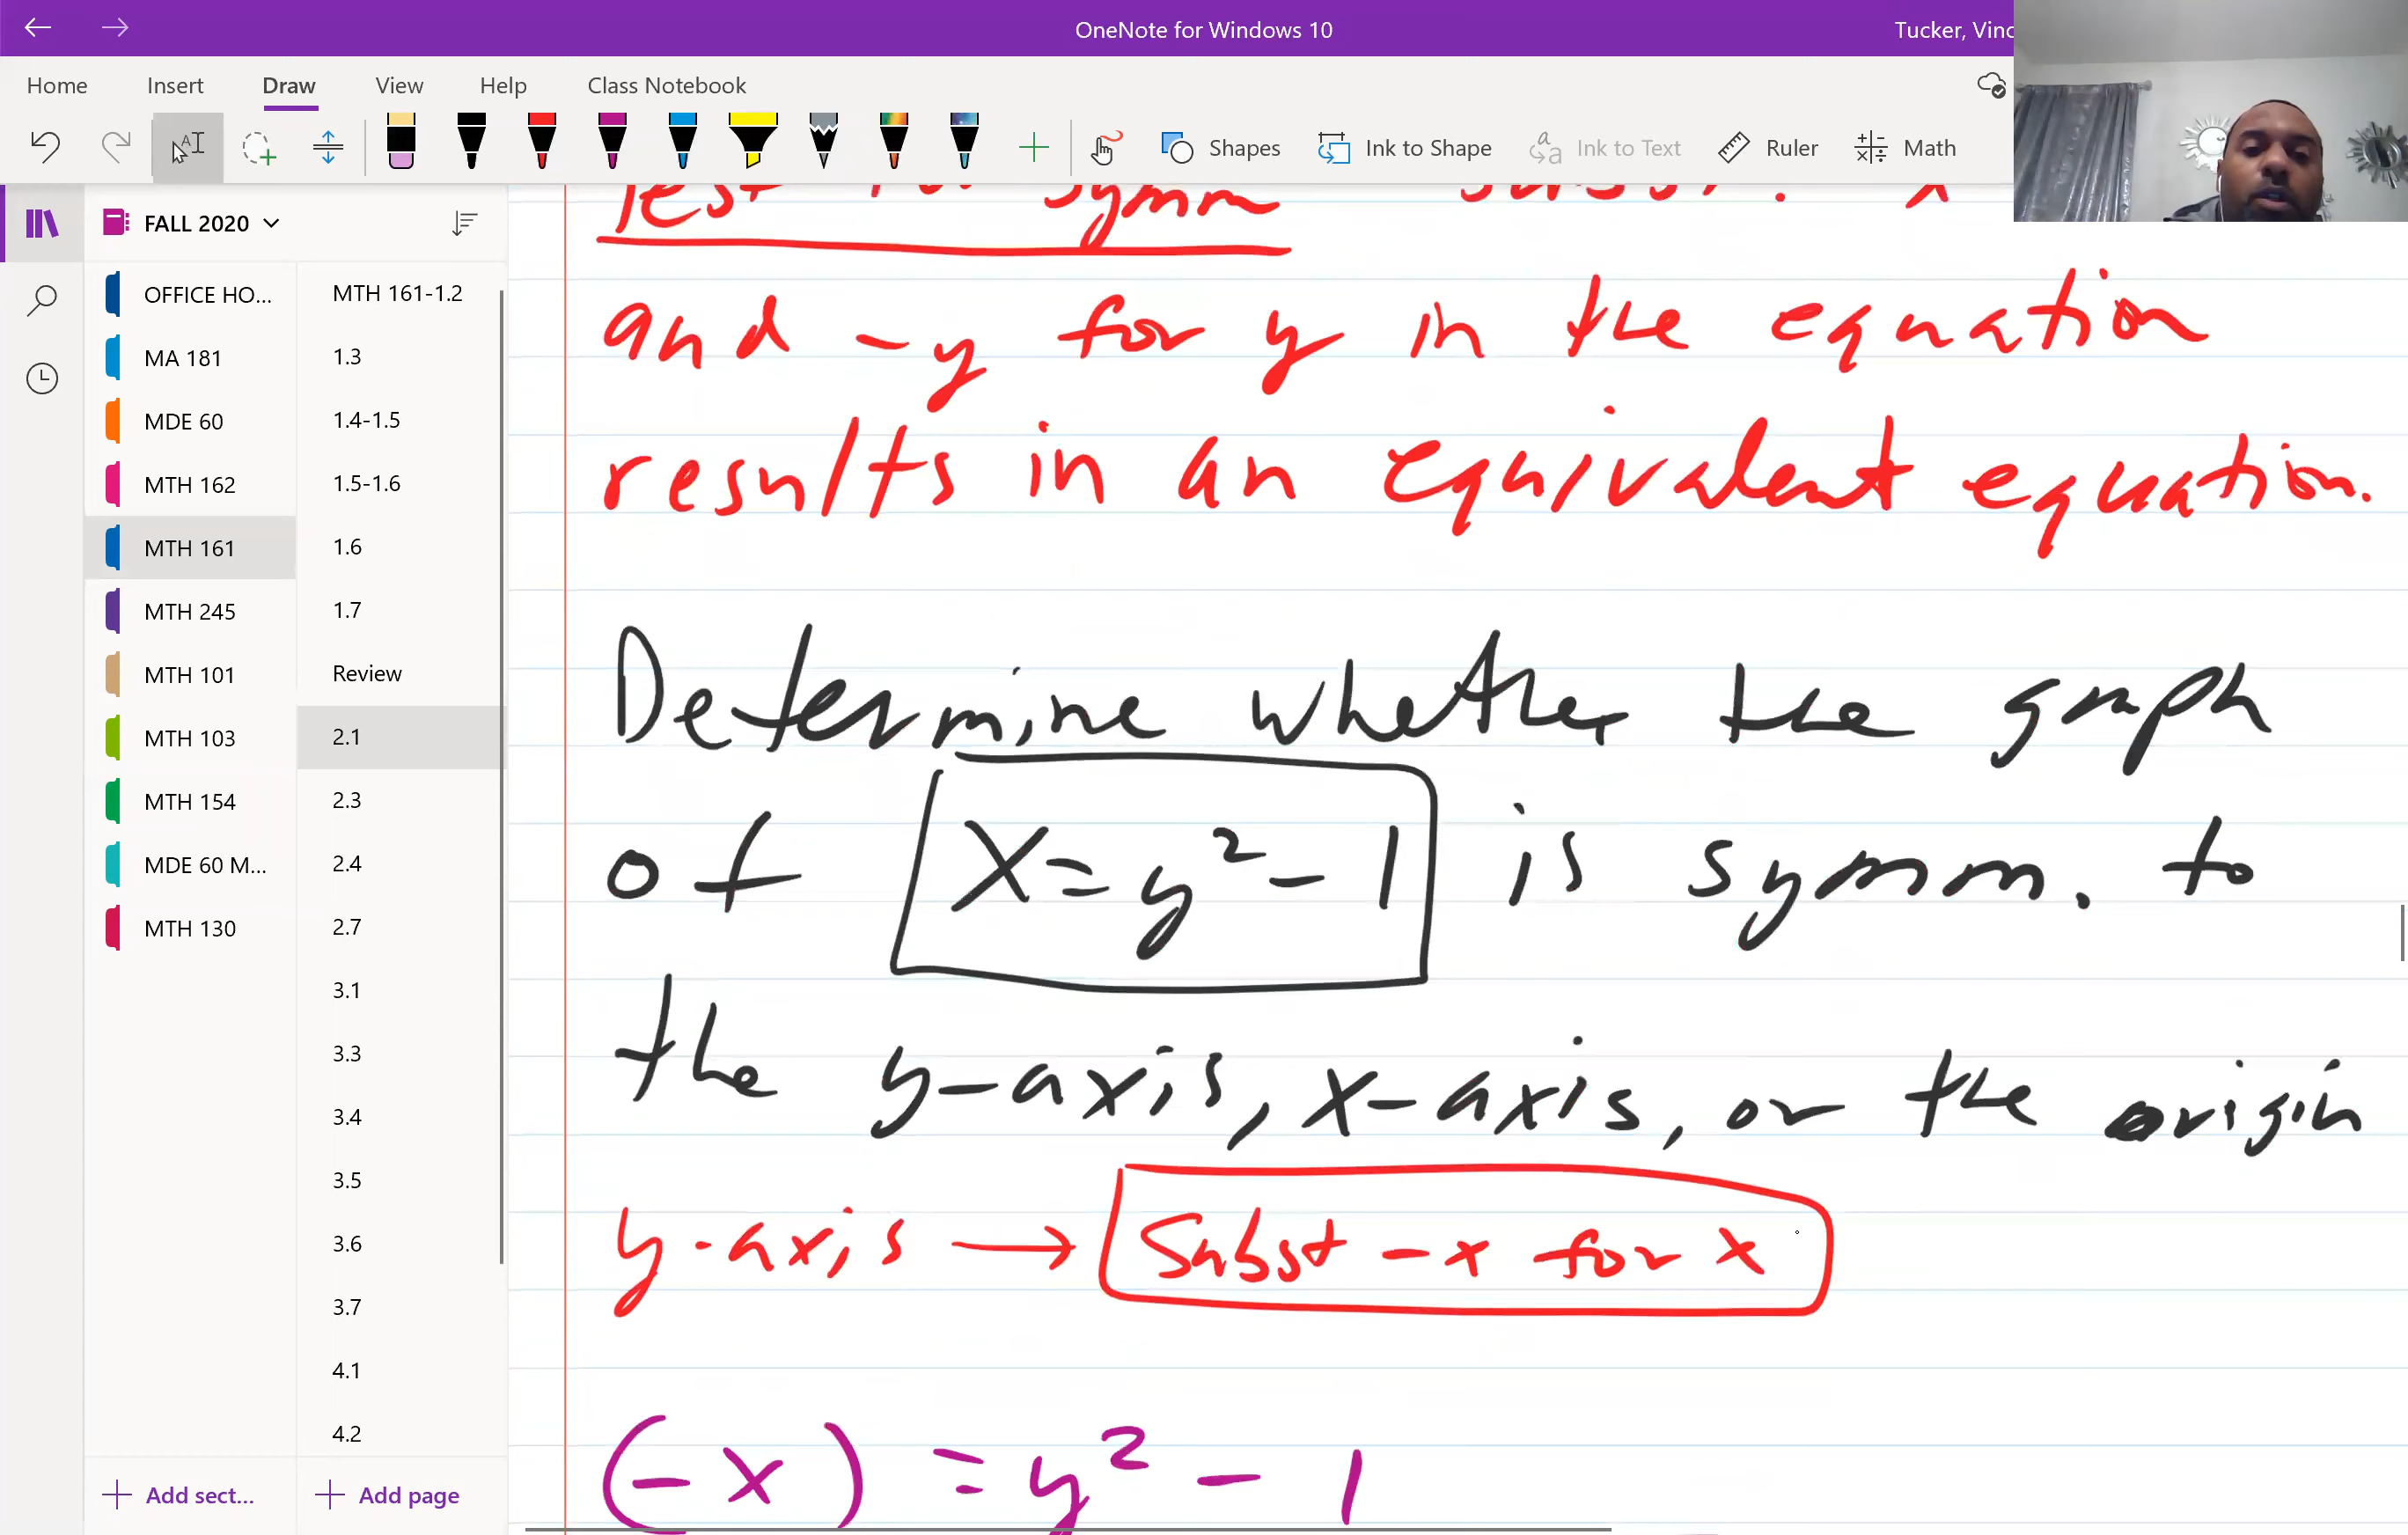 OneNote for Windows 10
Tucker, Vinc
Home Insert Draw View Help Class Notebook
Shapes Ink to Shape Ink to Text Ruler Math
FALL 2020
OFFICE HO...
MA 181
MDE 60
MTH 162
MTH 161
MTH 245
MTH 101
MTH 103
MTH 154
MDE 60 M...
MTH 130
Add sect...
MTH 161-1.2
1.3
1.4-1.5
1.5-1.6
1.6
1.7
Review
2.1
2.3
2.4
2.7
3.1
3.3
3.4
3.5
3.6
3.7
4.1
4.2
Add page
Test for symm
and -y for y in the equation
results in an equivalent equation.
Determine whether the graph
of x = y² - 1 is symm. to
the y-axis, x-axis, or the origin
y-axis → Subst -x for x
(-x) = y² - 1